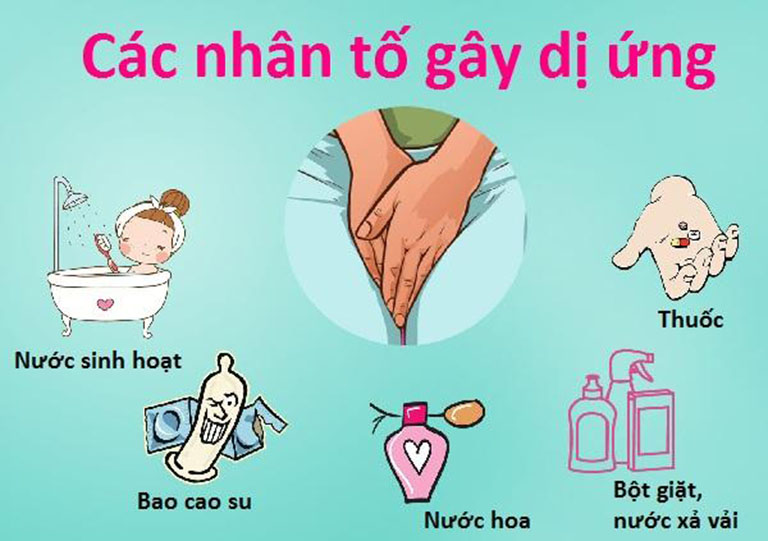 Các nhân tố gây dị ứng
Thuốc
Nước sinh hoạt
Bao cao su
Nước hoa
Bột giặt,
nước xả vải